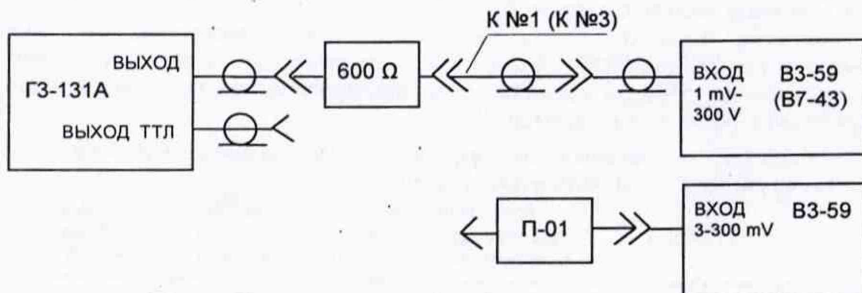 К №1 (К №3)
ВЫХОД
Г3-131А
ВЫХОД ТТЛ
600 Ω
ВХОД
1 mV-
300 V
В3-59
(В7-43)
П-01
ВХОД
3-300 mV
В3-59